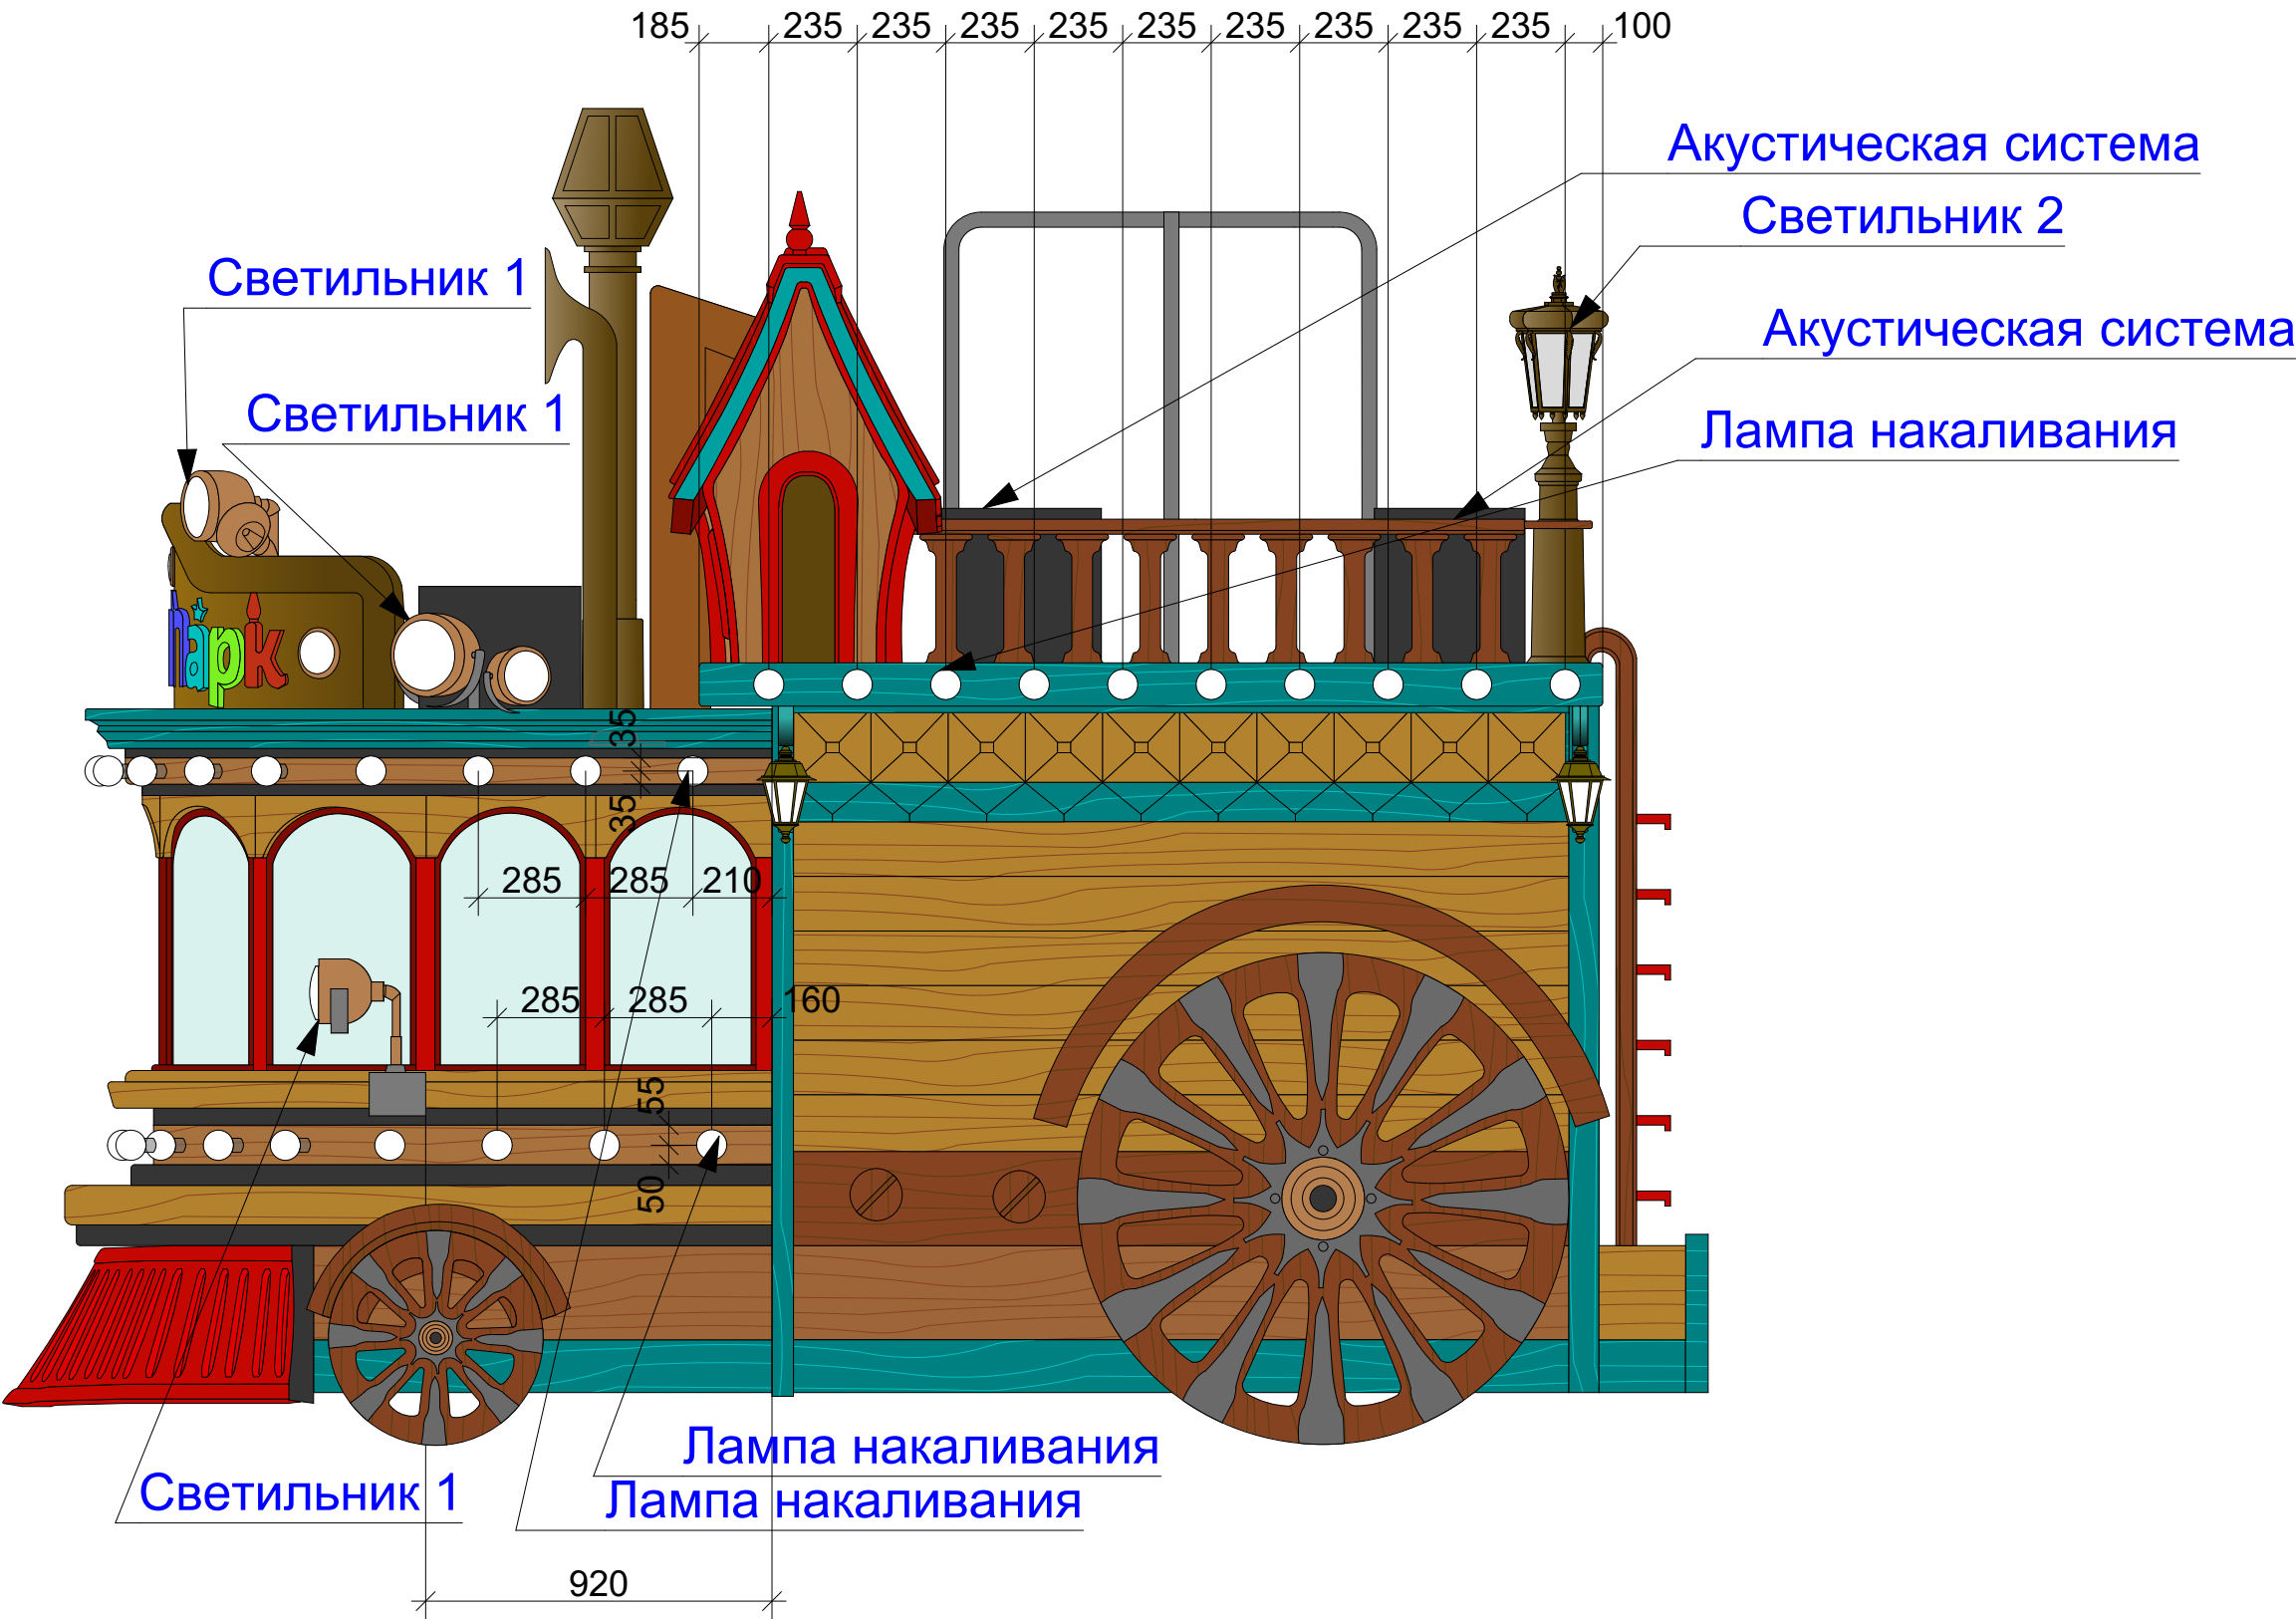 185 235 235 235 235 235 235 235 235 235 100
Акустическая система
Светильник 2
Светильник 1
Акустическая система
Светильник 1
Лампа накаливания
парк
35
35
285 285 210
285 285 160
55
50
Лампа накаливания
Светильник 1
Лампа накаливания
920